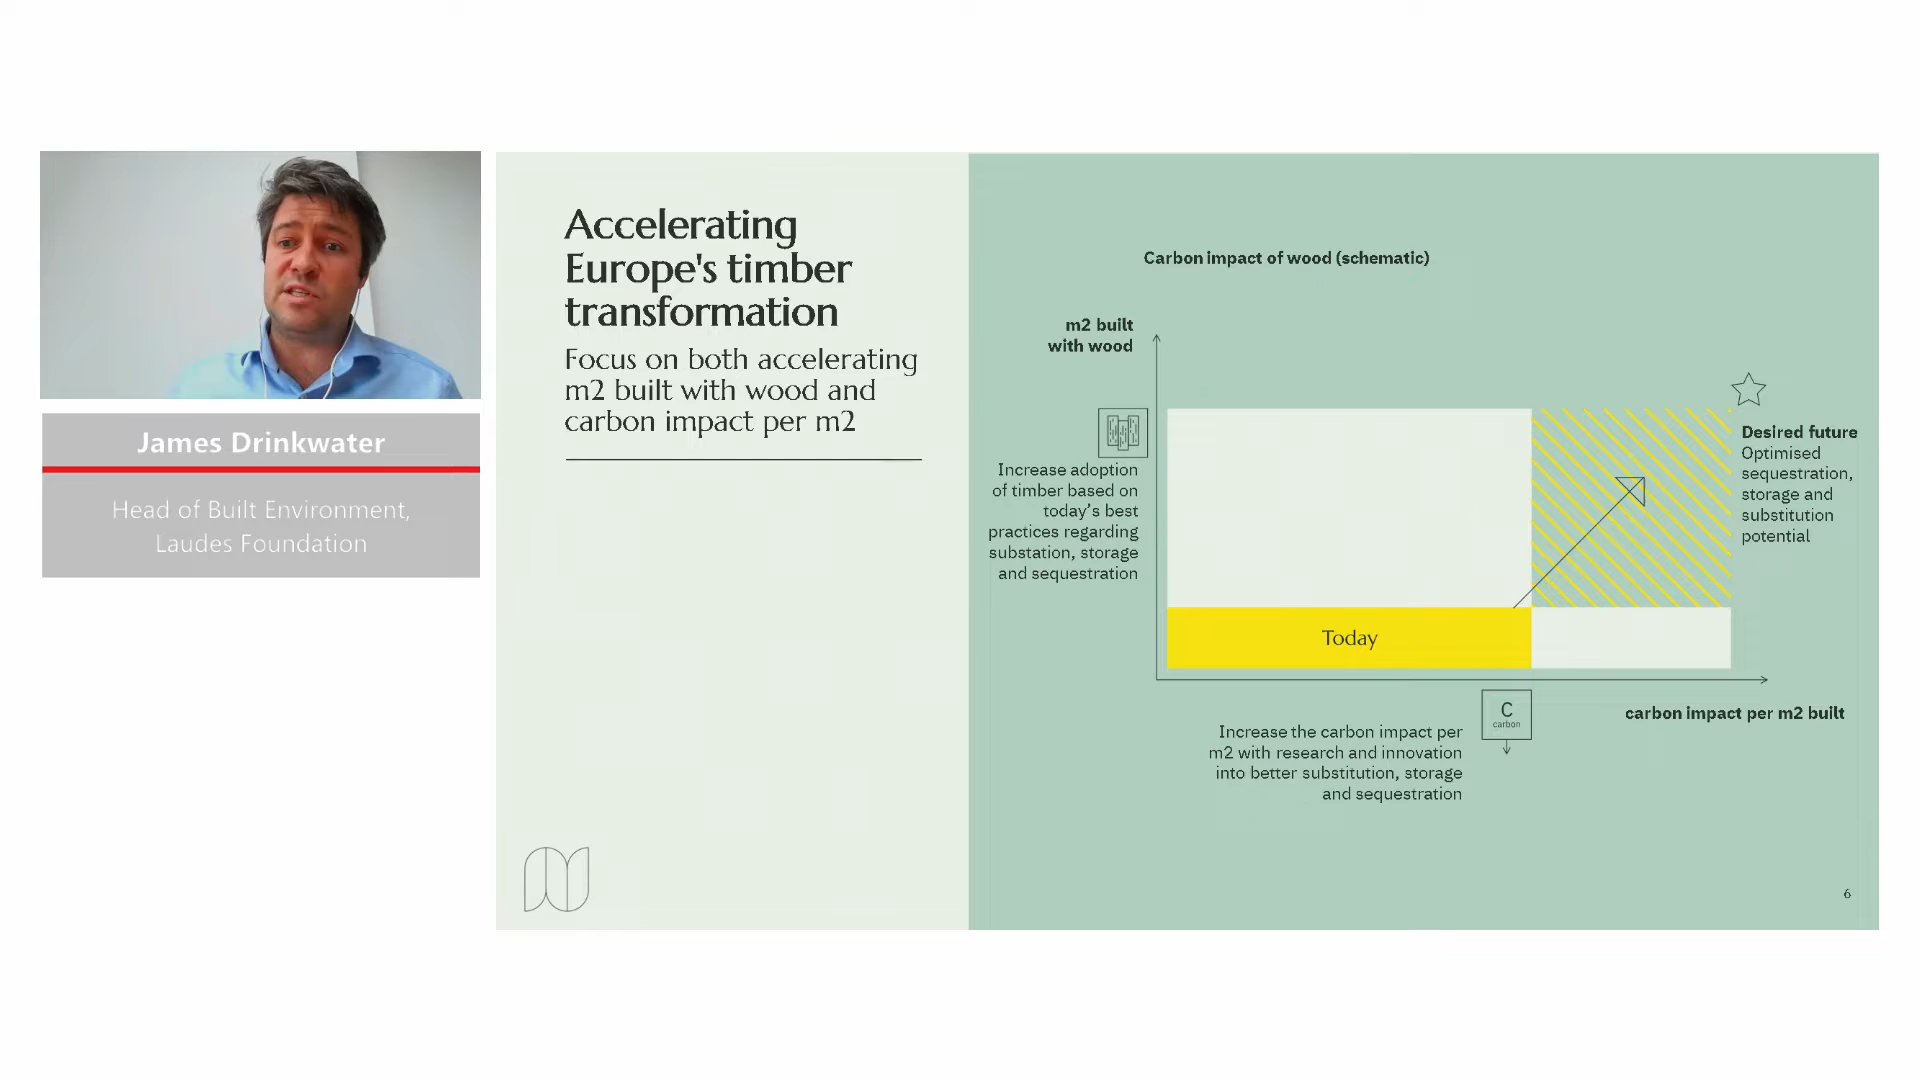 James Drinkwater
Head of Built Environment,
Laudes Foundation
Accelerating
Europe's timber
transformation
Focus on both accelerating
m2 built with wood and
carbon impact per m2
Carbon impact of wood (schematic)
m2 built
with wood
Increase adoption
of timber based on
today's best
practices regarding
substation, storage
and sequestration
Today
Desired future
Optimised
sequestration,
storage and
substitution
potential
C
carbon
carbon impact per m2 built
Increase the carbon impact per
m2 with research and innovation
into better substitution, storage
and sequestration
6